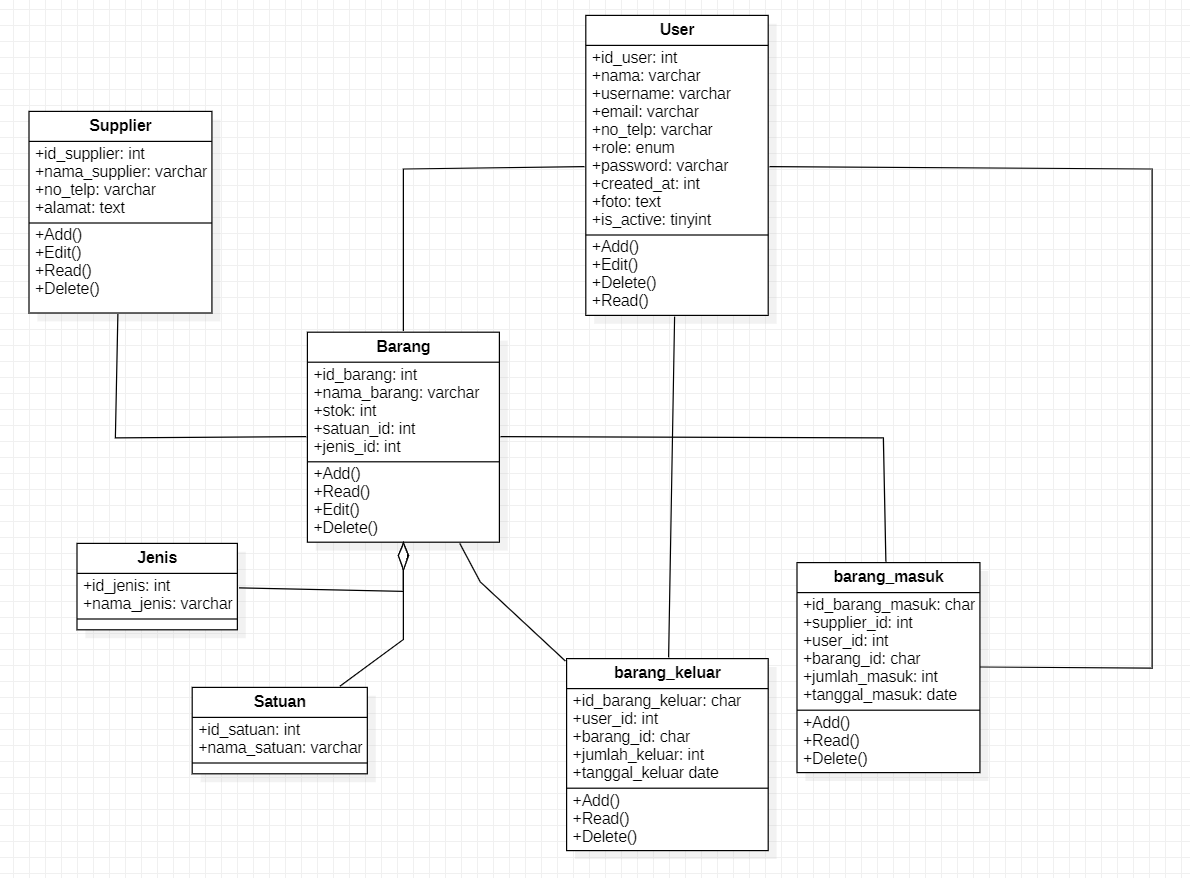 User
+id_user: int
+nama: varchar
+username: varchar
+email: varchar
+no_telp: varchar
+role: enum
+password: varchar
+created_at: int
+foto: text
+is_active: tinyint
+Add()
+Edit()
+Delete()
+Read()
Supplier
+id_supplier: int
+nama_supplier: varchar
+no_telp: varchar
+alamat: text
+Add()
+Edit()
+Read()
+Delete()
Barang
+id_barang: int
+nama_barang: varchar
+stok: int
+satuan_id: int
+jenis_id: int
+Add()
+Read()
+Edit()
+Delete()
Jenis
+id_jenis: int
+nama_jenis: varchar
Satuan
+id_satuan: int
+nama_satuan: varchar
barang_keluar
+id_barang_keluar: char
+user_id: int
+barang_id: char
+jumlah_keluar: int
+tanggal_keluar date
+Add()
+Read()
+Delete()
barang_masuk
+id_barang_masuk: char
+supplier_id: int
+user_id: int
+barang_id: char
+jumlah_masuk: int
+tanggal_masuk: date
+Add()
+Read()
+Delete()